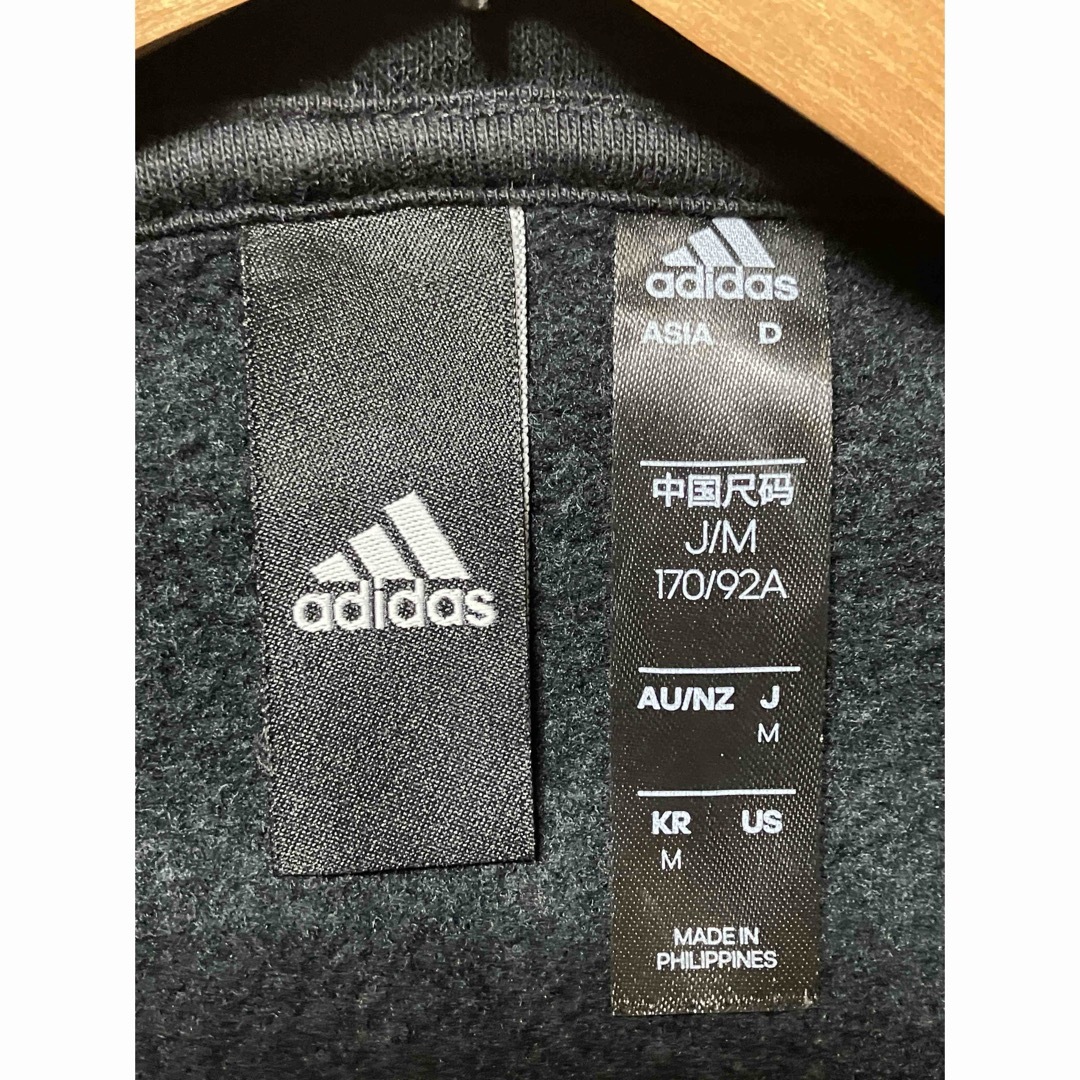 adidas
adidas
ASIA D
中国尺码
J/M
170/92A
AU/NZ J
M
KR US
M
MADE IN
PHILIPPINES